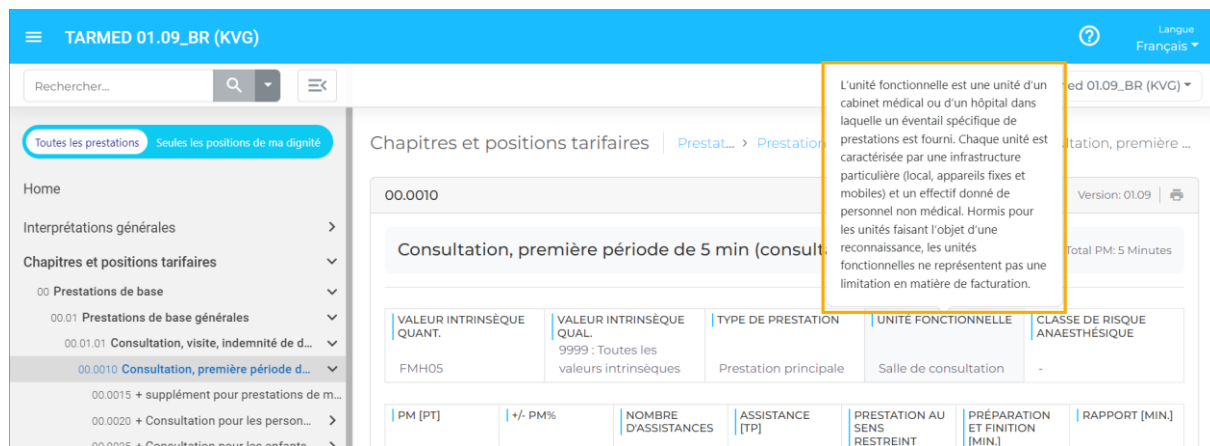 TARMED 01.09_BR (KVG)
Langue
Français
Rechercher...
ed 01.09_BR (KVG)
L'unité fonctionnelle est une unité d'un
cabinet médical ou d'un hôpital dans
laquelle un éventail spécifique de
prestations est fourni. Chaque unité est
caractérisée par une infrastructure
particulière (local, appareils fixes et
mobiles) et un effectif donné de
personnel non médical. Hormis pour
les unités faisant l'objet d'une
reconnaissance, les unités
fonctionnelles ne représentent pas une
limitation en matière de facturation.
Toutes les prestations
Seules les positions de ma dignité
Home
Interprétations générales
Chapitres et positions tarifaires
00 Prestations de base
00.01 Prestations de base générales
00.01.01 Consultation, visite, indemnité de d...
00.0010 Consultation, première période d...
00.0015 + supplément pour prestations de m...
00.0020 + Consultation pour les person...
00.0025 + Consultation pour les enfants
Chapitres et positions tarifaires | Prestat... > Prestation
ltation, première ...
00.0010
Version: 01.09
Consultation, première période de 5 min (consult
Total PM: 5 Minutes
VALEUR INTRINSÈQUE
QUANT.
FMH05
VALEUR INTRINSÈQUE
QUAL.
9999 : Toutes les
valeurs intrinsèques
TYPE DE PRESTATION
Prestation principale
UNITÉ FONCTIONNELLE
Salle de consultation
CLASSE DE RISQUE
ANAESTHÉSIQUE
-
PM [PT]
+/- PM%
NOMBRE
D'ASSISTANCES
ASSISTANCE
[TP]
PRESTATION AU
SENS
RESTREINT
PRÉPARATION
ET FINITION
[MIN.]
RAPPORT [MIN.]